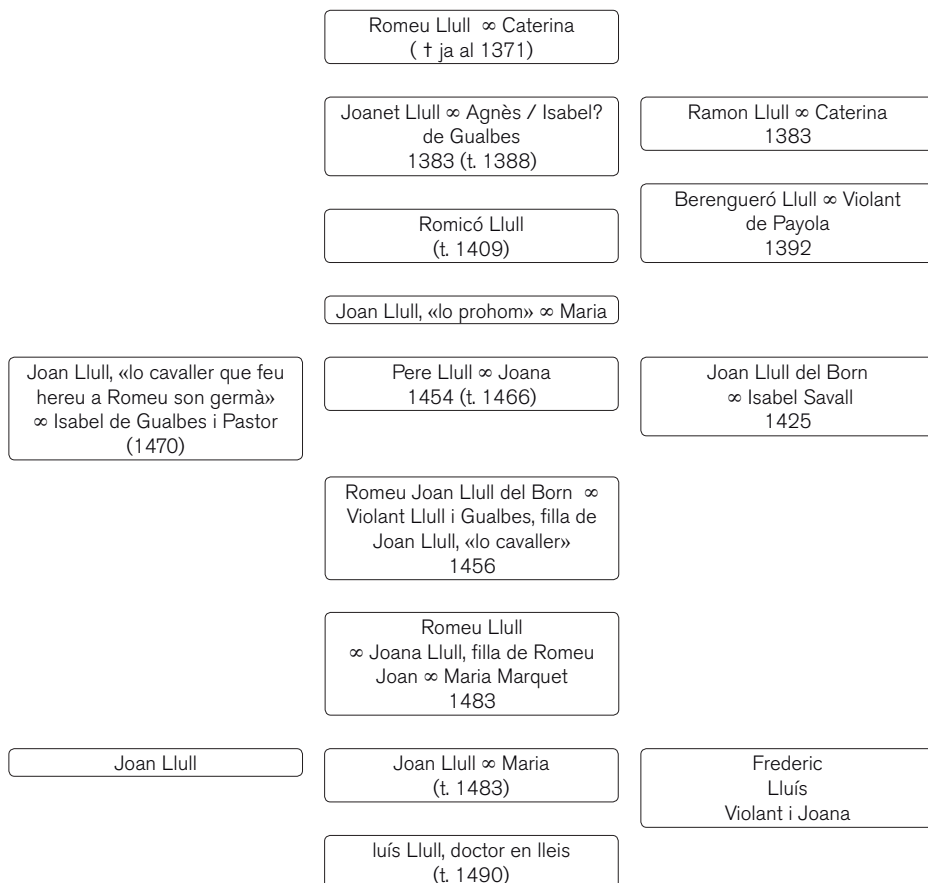 Romeu Llull ∞ Caterina
( † ja al 1371)
Joanet Llull ∞ Agnès / Isabel?
de Gualbes
1383 (t. 1388)
Ramon Llull ∞ Caterina
1383
Romicó Llull
(t. 1409)
Berengueró Llull ∞ Violant
de Payola
1392
Joan Llull, «lo prohom» ∞ Maria
Joan Llull, «lo cavaller que feu
hereu a Romeu son germà»
∞ Isabel de Gualbes i Pastor
(1470)
Pere Llull ∞ Joana
1454 (t. 1466)
Joan Llull del Born
∞ Isabel Savall
1425
Romeu Joan Llull del Born ∞
Violant Llull i Gualbes, filla de
Joan Llull, «lo cavaller»
1456
Romeu Llull
∞ Joana Llull, filla de Romeu
Joan ∞ Maria Marquet
1483
Joan Llull
Joan Llull ∞ Maria
(t. 1483)
Frederic
Lluís
Violant i Joana
luís Llull, doctor en lleis
(t. 1490)